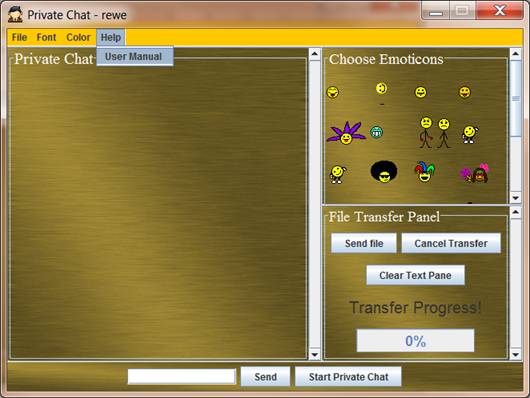 Private Chat - rewe
File Font Color Help
User Manual
Private Chat
Choose Emoticons
File Transfer Panel
Send file Cancel Transfer
Clear Text Pane
Transfer Progress!
0%
Send Start Private Chat